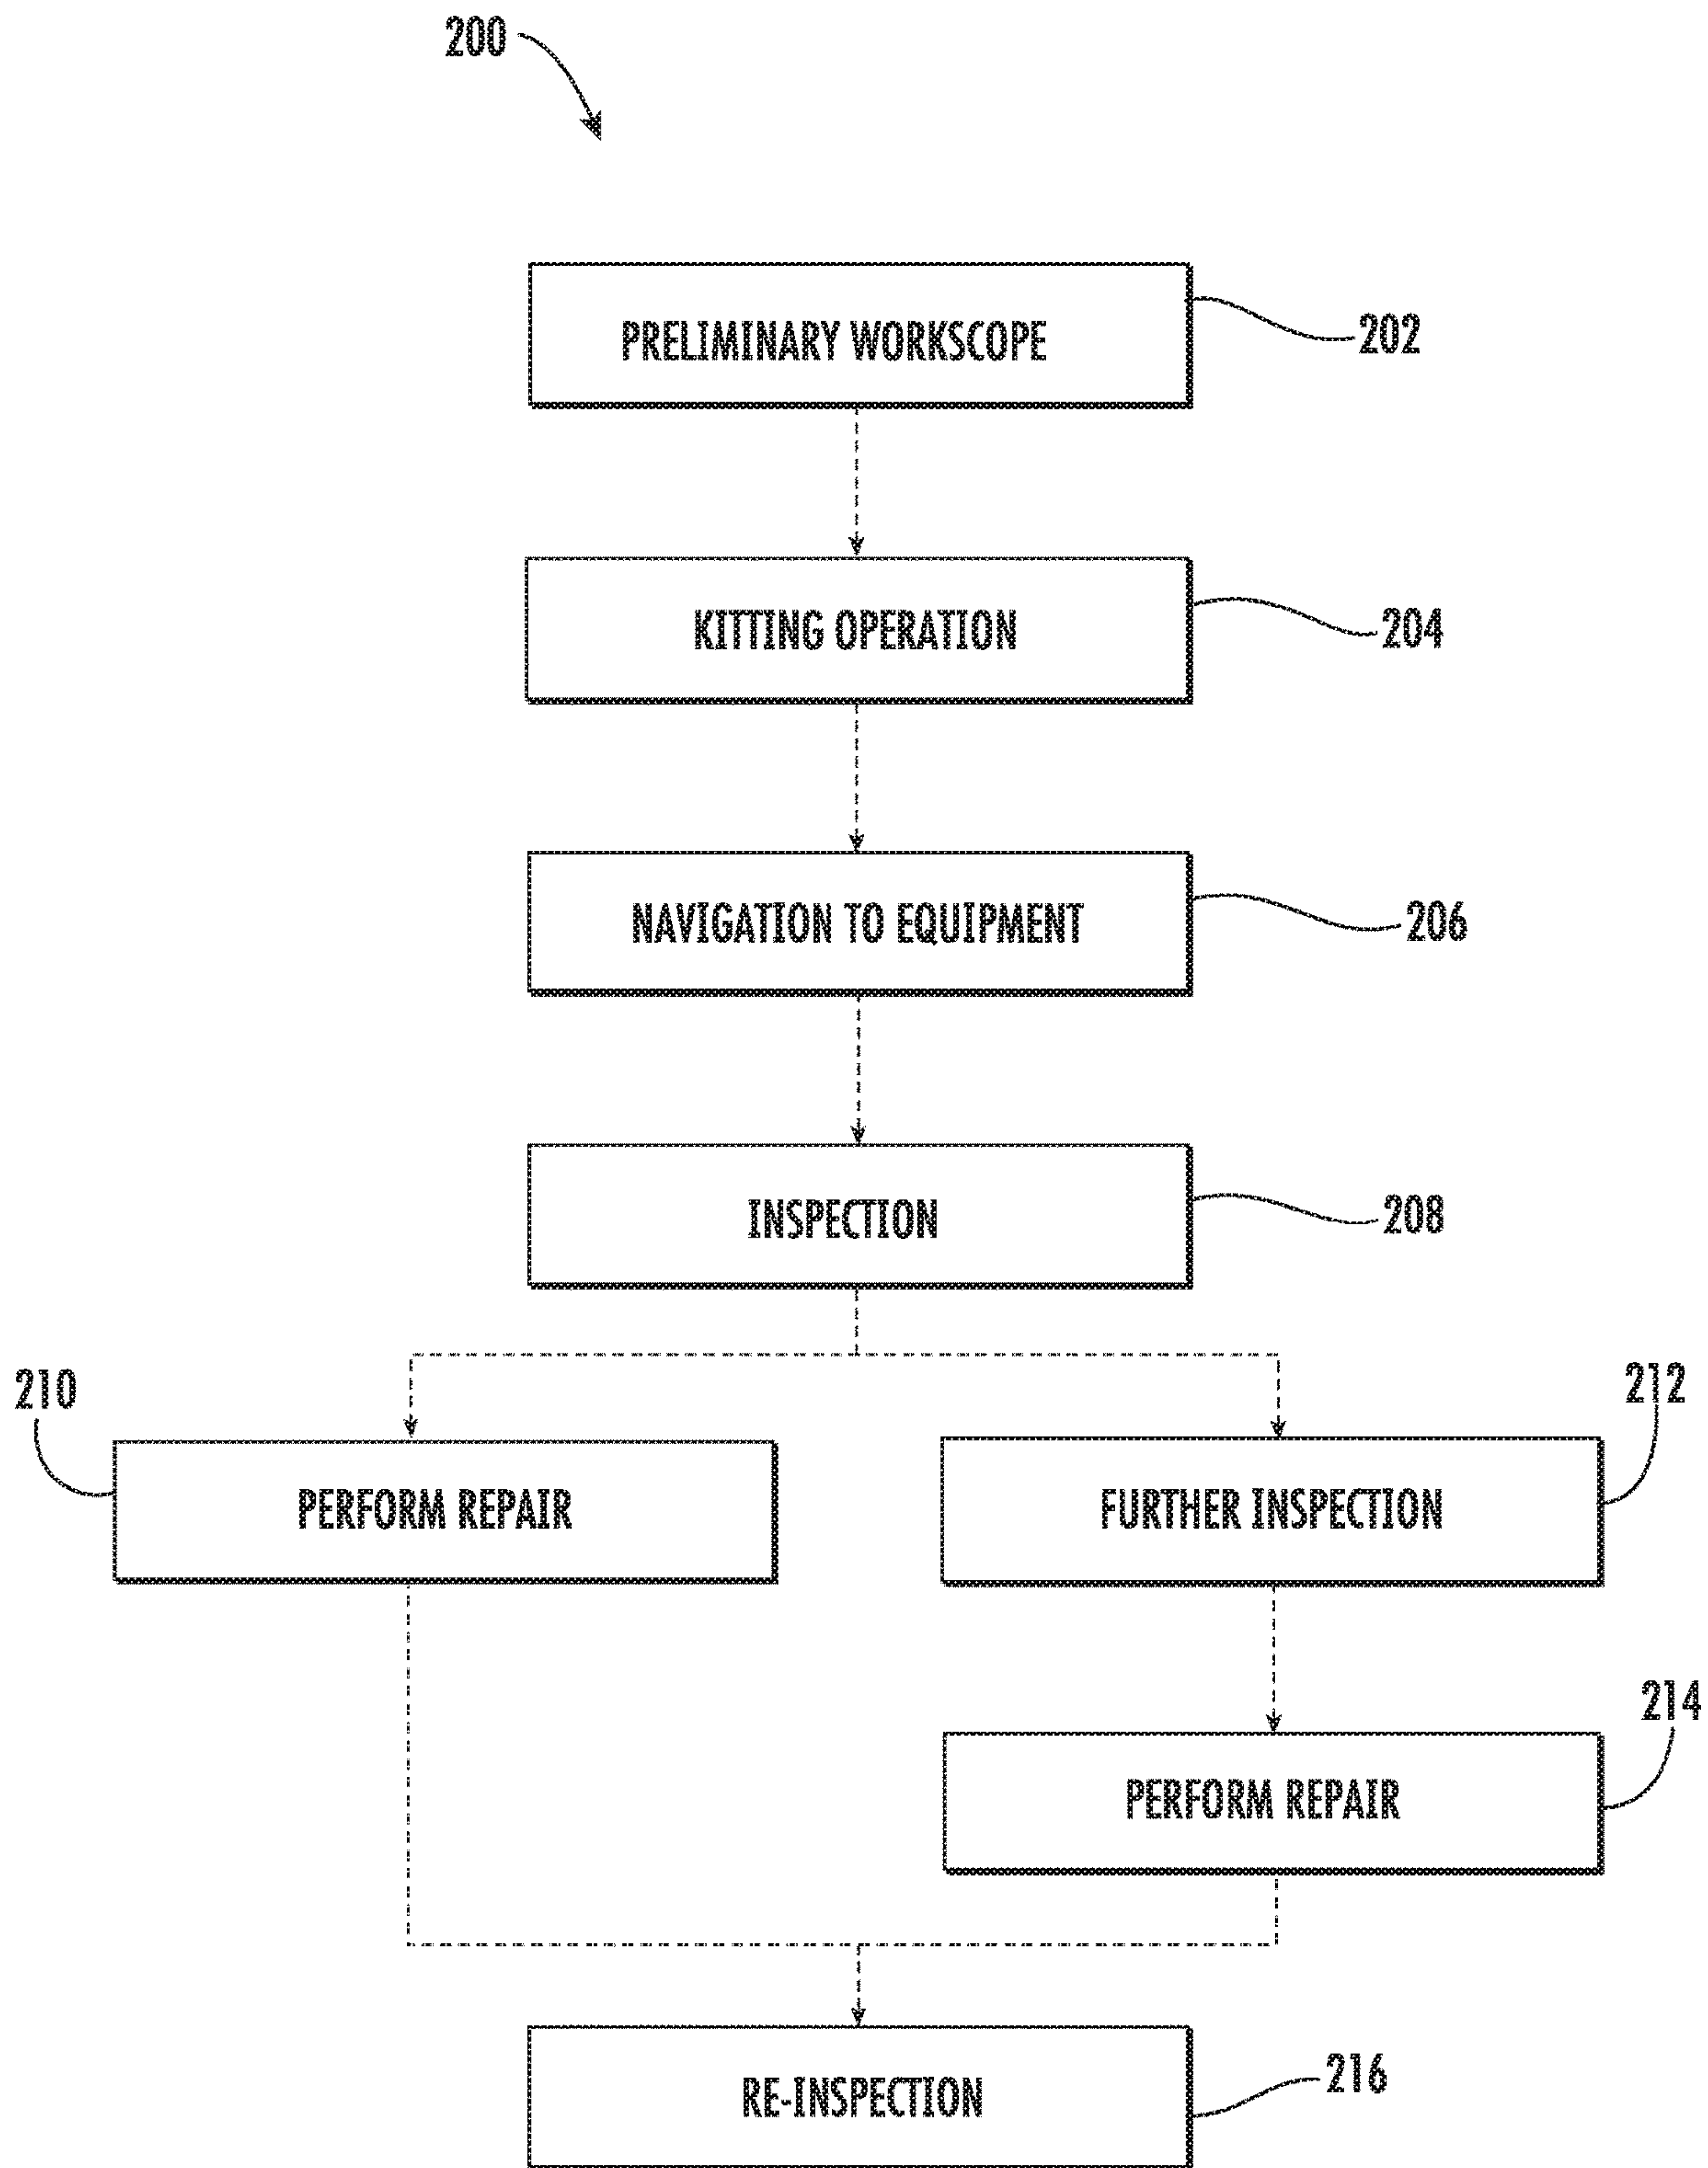 200
PRELIMINARY WORKSCOPE
202
KITTING OPERATION
204
NAVIGATION TO EQUIPMENT
206
INSPECTION
208
210
212
PERFORM REPAIR
FURTHER INSPECTION
214
PERFORM REPAIR
RE-INSPECTION
216